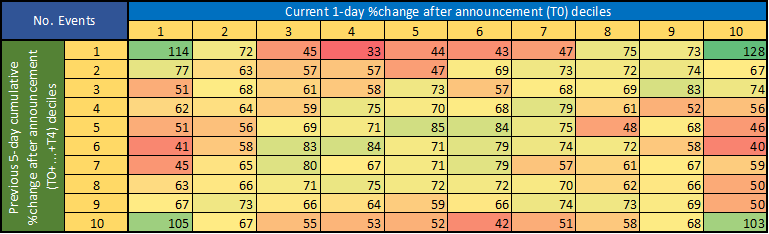 No. Events
Current 1-day %change after announcement (T0) deciles
1 2 3 4 5 6 7 8 9 10
Previous 5-day cumulative
%change after announcement
(TO+…+T4) deciles
1 114 72 45 33 44 43 47 75 73 128
2 77 63 57 57 47 69 73 72 74 67
3 51 68 61 58 73 57 68 69 83 74
4 62 64 59 75 70 68 79 61 52 56
5 51 56 69 71 85 84 75 48 68 46
6 41 58 83 84 71 79 74 72 58 40
7 45 65 80 67 71 79 57 61 67 59
8 63 66 71 75 72 72 70 62 66 50
9 67 73 66 64 59 66 74 73 69 50
10 105 67 55 53 52 42 51 58 68 103